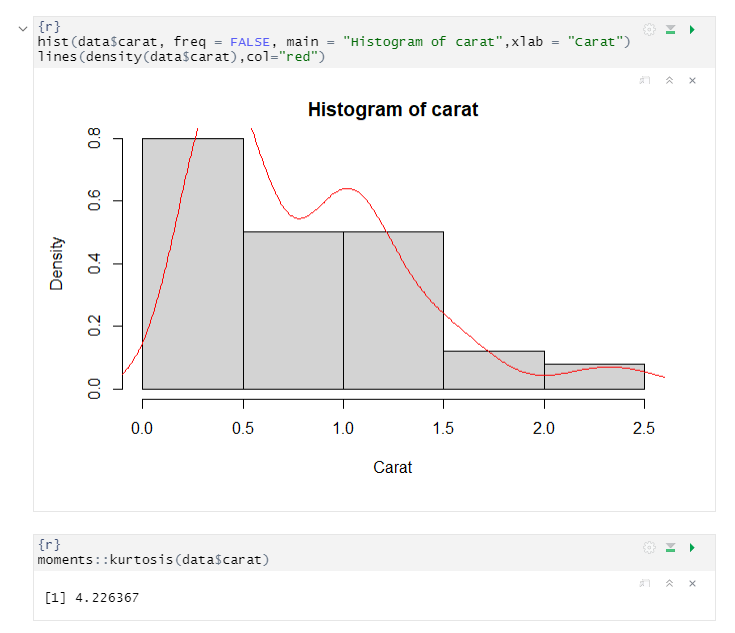 {r}
hist(data$carat, freq = FALSE, main = "Histogram of carat",xlab = "Carat")
lines(density(data$carat),col="red")
Histogram of carat
Density
0.8
0.6
0.4
0.2
0.0
0.0 0.5 1.0 1.5 2.0 2.5
Carat
{r}
moments::kurtosis(data$carat)
[1] 4.226367